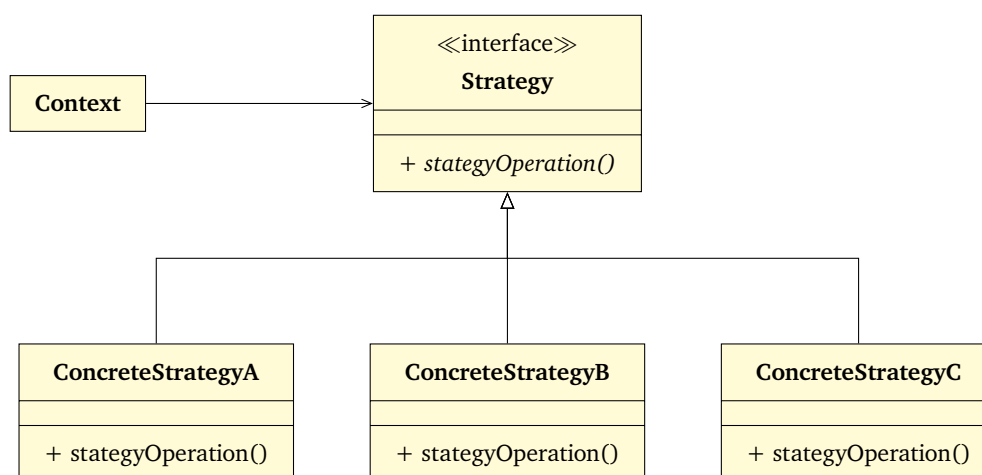 ≪interface≫
Strategy
Context
+ stategyOperation()
ConcreteStrategyA
ConcreteStrategyB
ConcreteStrategyC
+ stategyOperation()
+ stategyOperation()
+ stategyOperation()